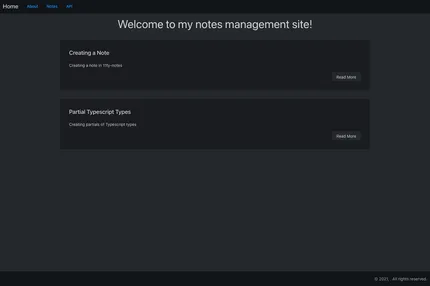 Home About Notes API
Welcome to my notes management site!
Creating a Note
Creating a note in 11ty-notes
Read More
Partial Typescript Types
Creating partials of Typescript types
Read More
© 2021. All rights reserved.